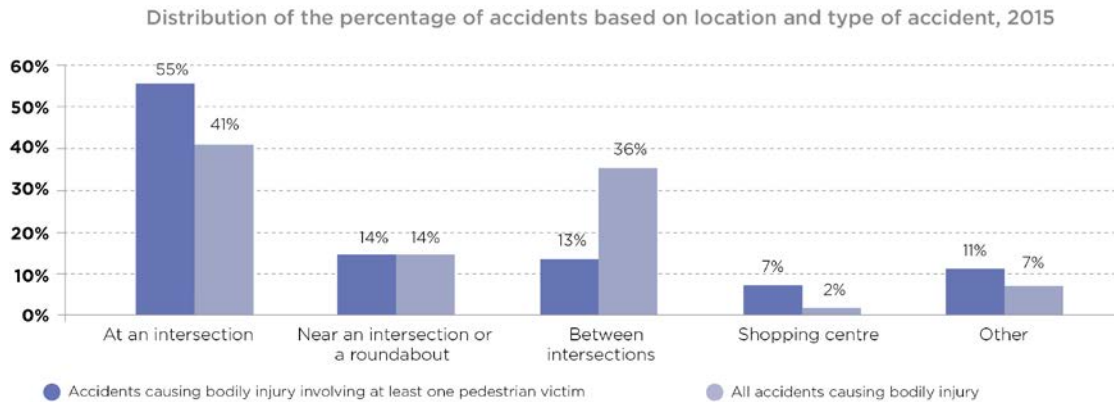 Distribution of the percentage of accidents based on location and type of accident, 2015
60%
50%
40%
30%
20%
10%
0%
55%
41%
14%
14%
13%
36%
7%
2%
11%
7%
At an intersection
Near an intersection or
a roundabout
Between
intersections
Shopping centre
Other
Accidents causing bodily injury involving at least one pedestrian victim
All accidents causing bodily injury